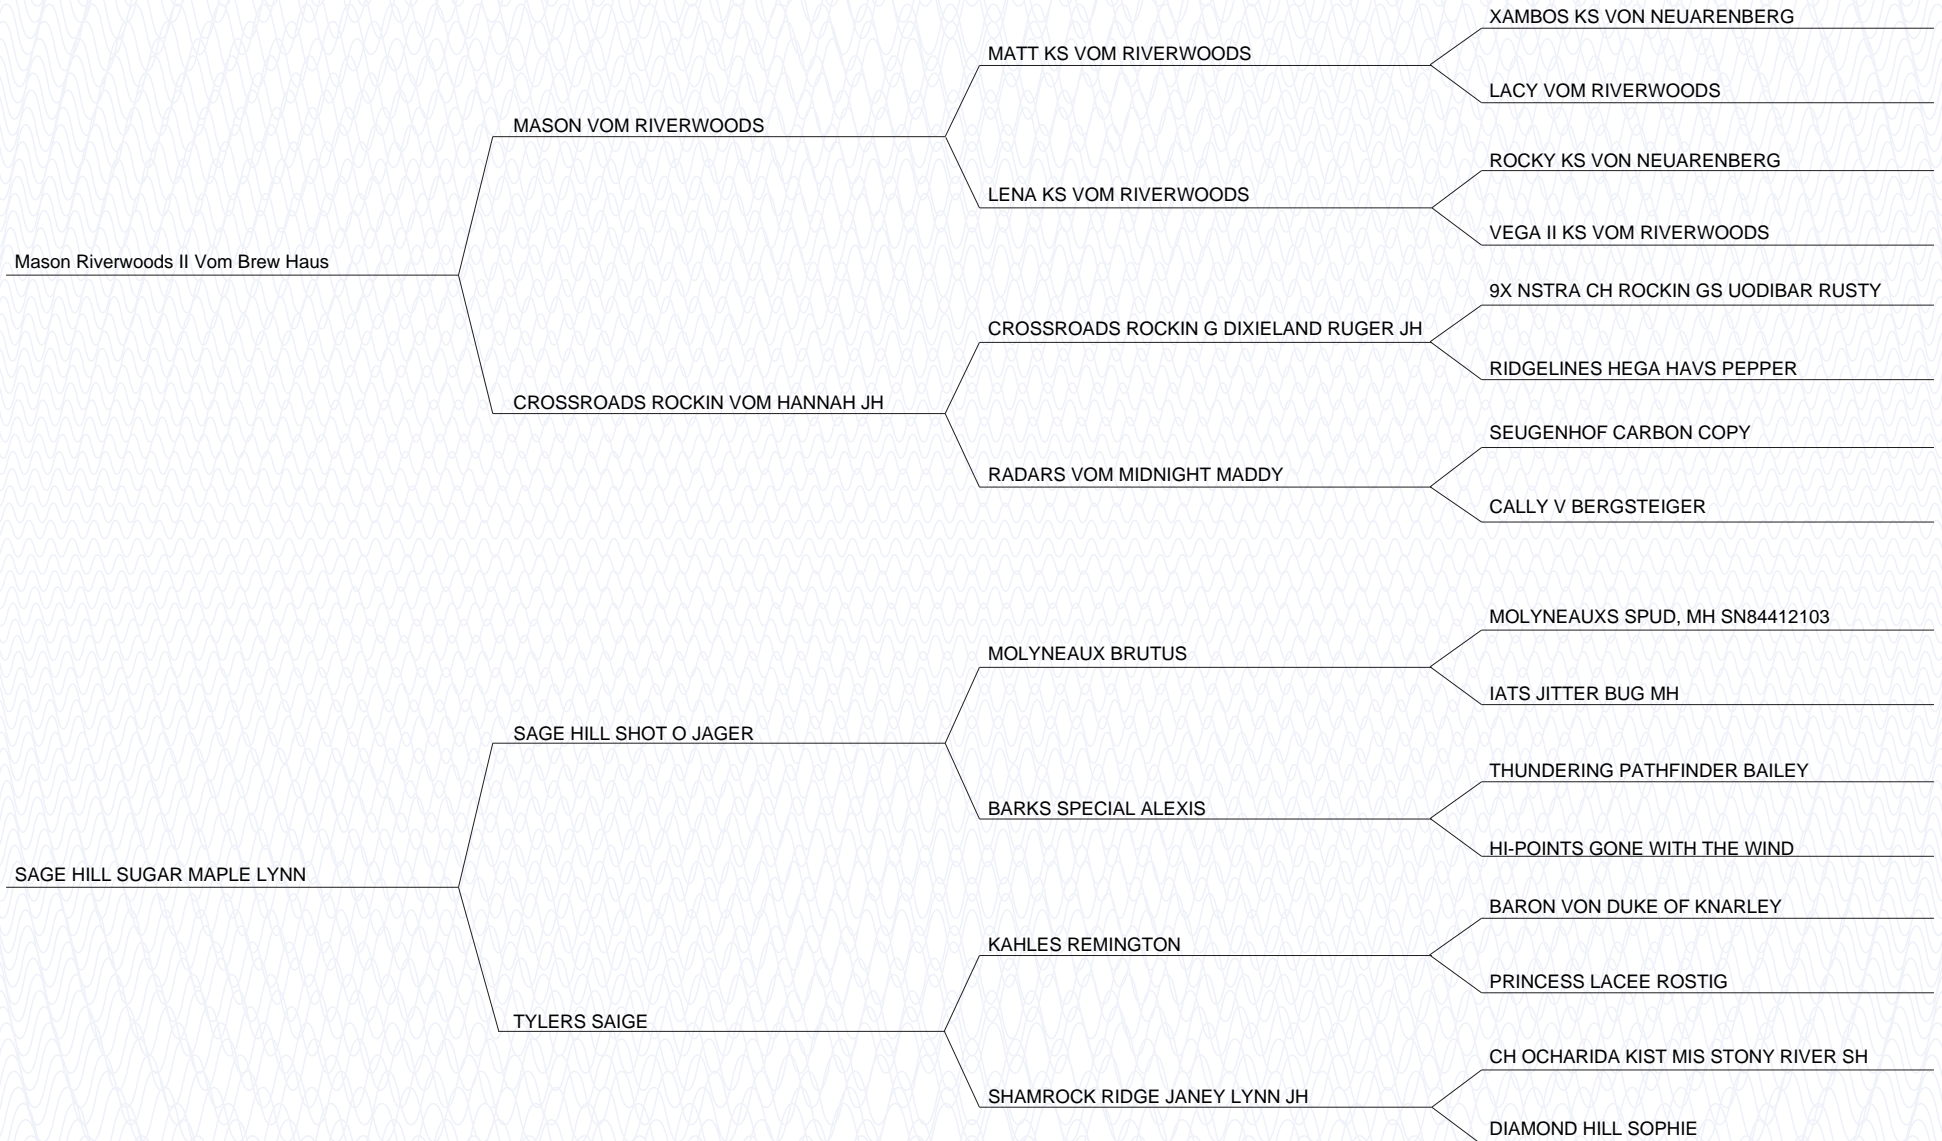 XAMBOS KS VON NEUARENBERG
MATT KS VOM RIVERWOODS
LACY VOM RIVERWOODS
MASON VOM RIVERWOODS
ROCKY KS VON NEUARENBERG
LENA KS VOM RIVERWOODS
VEGA II KS VOM RIVERWOODS
Mason Riverwoods II Vom Brew Haus
9X NSTRA CH ROCKIN GS UODIBAR RUSTY
CROSSROADS ROCKIN G DIXIELAND RUGER JH
RIDGELINES HEGA HAVS PEPPER
CROSSROADS ROCKIN VOM HANNAH JH
SEUGENHOF CARBON COPY
RADARS VOM MIDNIGHT MADDY
CALLY V BERGSTEIGER
MOLYNEAUXS SPUD, MH SN84412103
MOLYNEAUX BRUTUS
IATS JITTER BUG MH
SAGE HILL SHOT O JAGER
THUNDERING PATHFINDER BAILEY
BARKS SPECIAL ALEXIS
HI-POINTS GONE WITH THE WIND
SAGE HILL SUGAR MAPLE LYNN
BARON VON DUKE OF KNARLEY
KAHLES REMINGTON
PRINCESS LACEE ROSTIG
TYLERS SAIGE
CH OCHARIDA KIST MIS STONY RIVER SH
SHAMROCK RIDGE JANEY LYNN JH
DIAMOND HILL SOPHIE